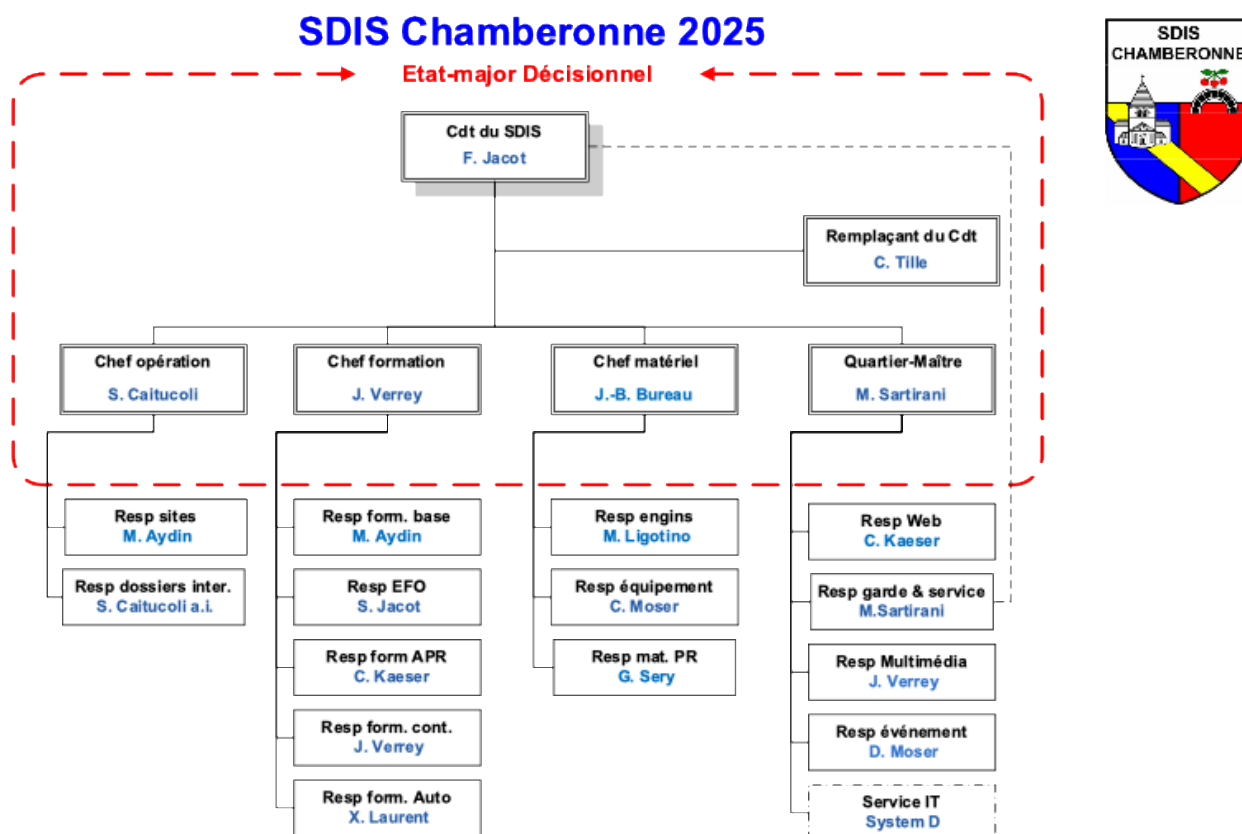 SDIS Chamberonne 2025
SDIS
CHAMBERONNE
Etat-major Décisionnel
Cdt du SDIS
F. Jacot
Remplaçant du Cdt
C. Tille
Chef opération
S. Caitucoli
Chef formation
J. Verrey
Chef matériel
J.-B. Bureau
Quartier-Maître
M. Sartirani
Resp sites
M. Aydin
Resp dossiers inter.
S. Caitucoli a.i.
Resp form. base
M. Aydin
Resp EFO
S. Jacot
Resp form APR
C. Kaeser
Resp form. cont.
J. Verrey
Resp form. Auto
X. Laurent
Resp engins
M. Ligotino
Resp équipement
C. Moser
Resp mat. PR
G. Sery
Resp Web
C. Kaeser
Resp garde & service
M.Sartirani
Resp Multimédia
J. Verrey
Resp événement
D. Moser
Service IT
System D